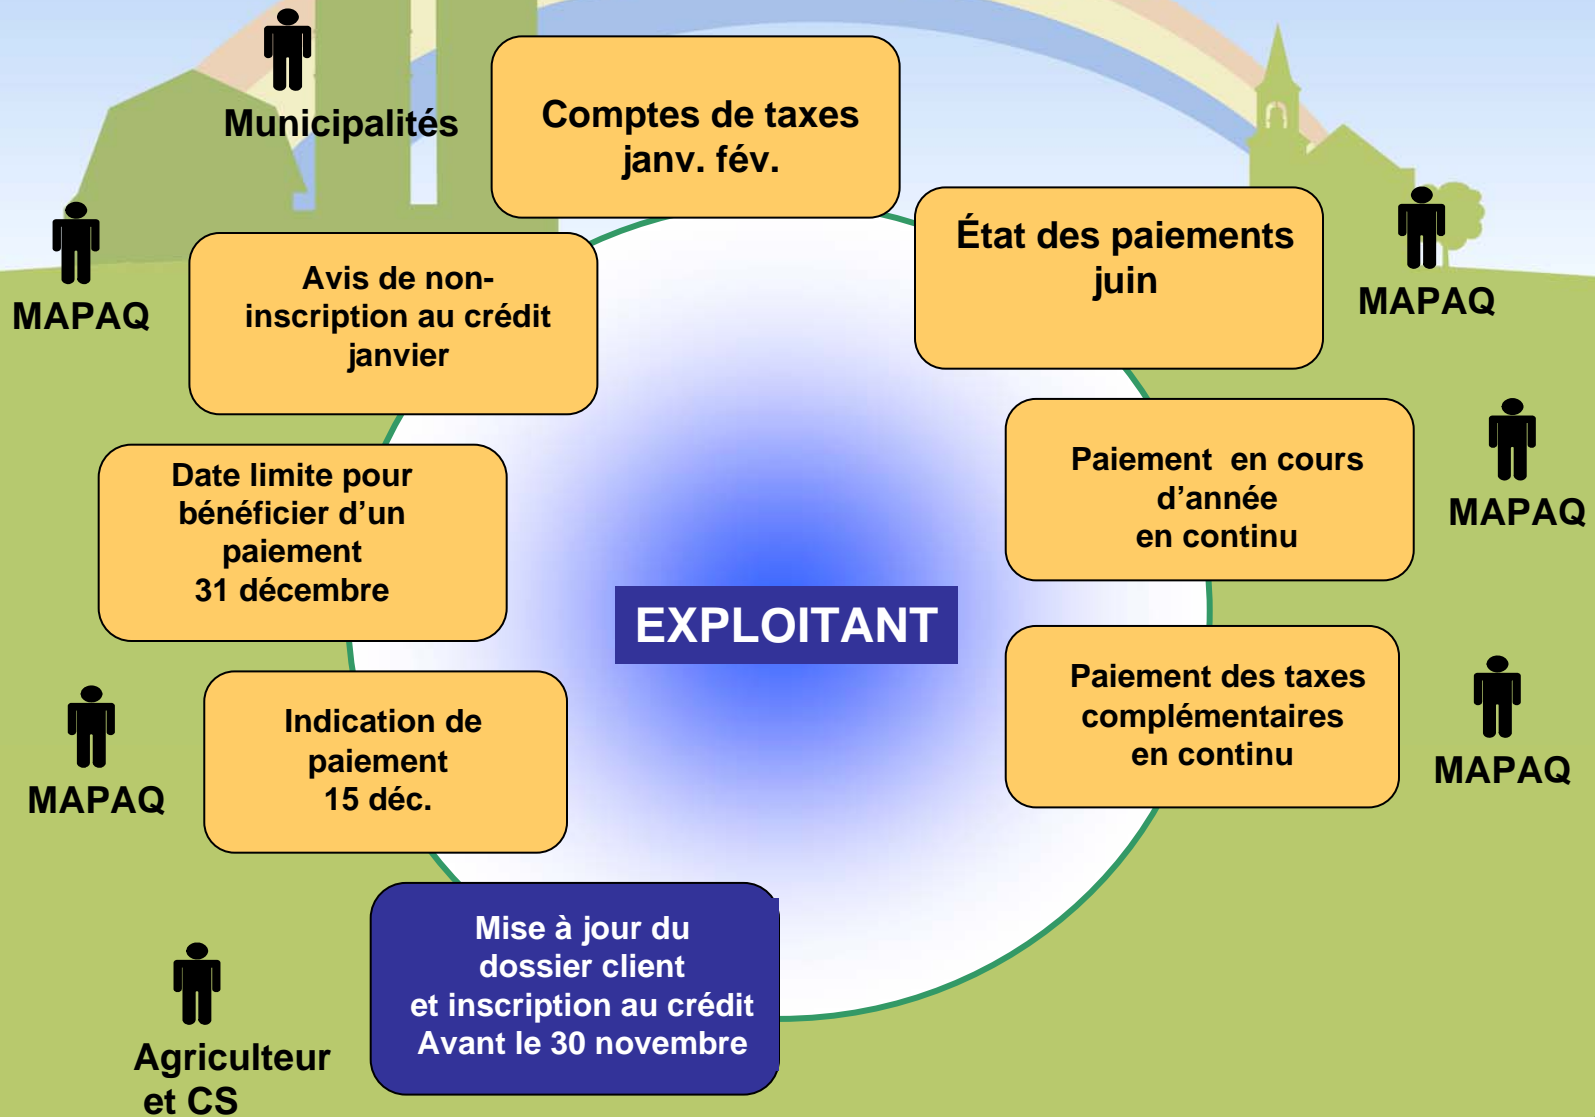 Municipalités
Comptes de taxes
janv. fév.
État des paiements
juin
MAPAQ
MAPAQ
Avis de non-
inscription au crédit
janvier
Paiement en cours
d’année
en continu
MAPAQ
Date limite pour
bénéficier d’un
paiement
31 décembre
EXPLOITANT
Paiement des taxes
complémentaires
en continu
MAPAQ
Indication de
paiement
15 déc.
MAPAQ
Mise à jour du
dossier client
et inscription au crédit
Avant le 30 novembre
Agriculteur
et CS